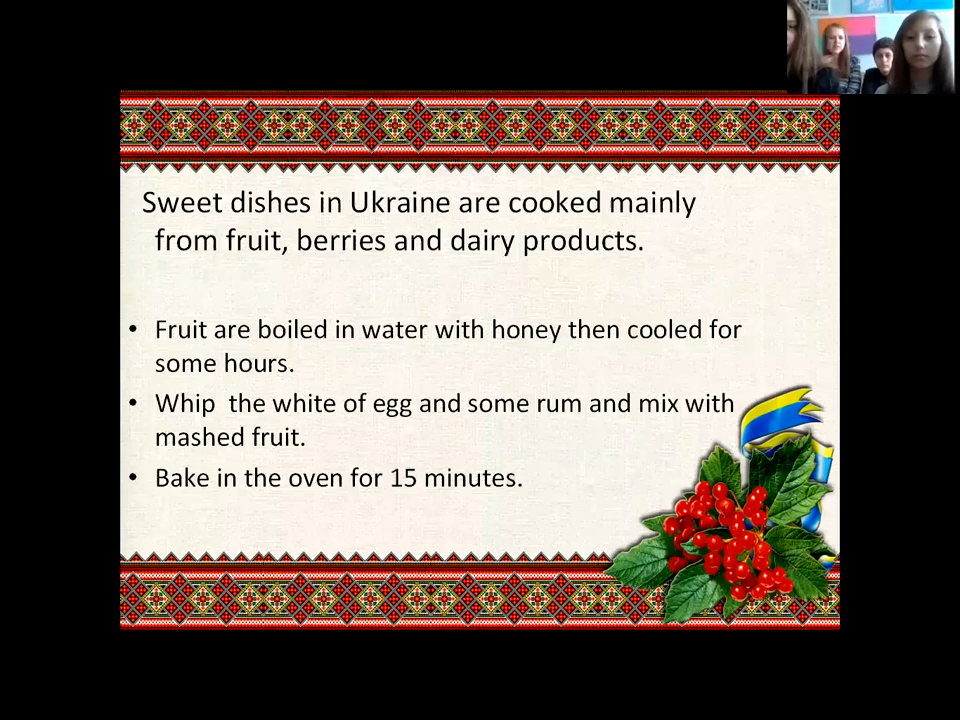 Sweet dishes in Ukraine are cooked mainly
from fruit, berries and dairy products.
• Fruit are boiled in water with honey then cooled for
some hours.
• Whip  the white of egg and some rum and mix with
mashed fruit.
• Bake in the oven for 15 minutes.